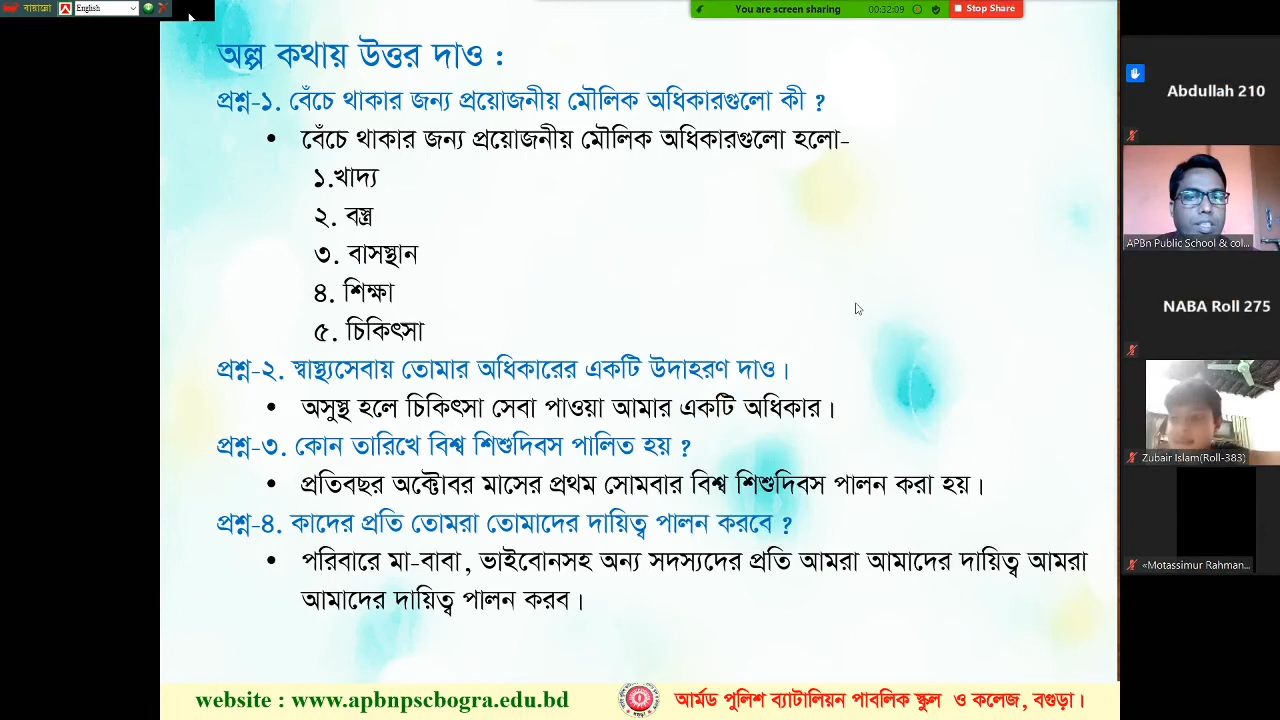 বায়ান্নো
English
You are screen sharing
00:32:09
Stop Share
অল্প কথায় উত্তর দাও :
প্রশ্ন-১. বেঁচে থাকার জন্য প্রয়োজনীয় মৌলিক অধিকারগুলো কী ?
• বেঁচে থাকার জন্য প্রয়োজনীয় মৌলিক অধিকারগুলো হলো-
১.খাদ্য
২. বস্ত্র
৩. বাসস্থান
৪. শিক্ষা
৫. চিকিৎসা
প্রশ্ন-২. স্বাস্থ্যসেবায় তোমার অধিকারের একটি উদাহরণ দাও।
• অসুস্থ হলে চিকিৎসা সেবা পাওয়া আমার একটি অধিকার।
প্রশ্ন-৩. কোন তারিখে বিশ্ব শিশুদিবস পালিত হয় ?
• প্রতিবছর অক্টোবর মাসের প্রথম সোমবার বিশ্ব শিশুদিবস পালন করা হয়।
প্রশ্ন-৪. কাদের প্রতি তোমরা তোমাদের দায়িত্ব পালন করবে ?
• পরিবারে মা-বাবা, ভাইবোনসহ অন্য সদস্যদের প্রতি আমরা আমাদের দায়িত্ব আমরা
আমাদের দায়িত্ব পালন করব।
website : www.apbnpscbogra.edu.bd
আর্মড পুলিশ ব্যাটালিয়ন পাবলিক স্কুল ও কলেজ, বগুড়া।
Abdullah 210
APBn Public School & col...
NABA Roll 275
Zubair Islam(Roll-383)
«Motassimur Rahman...